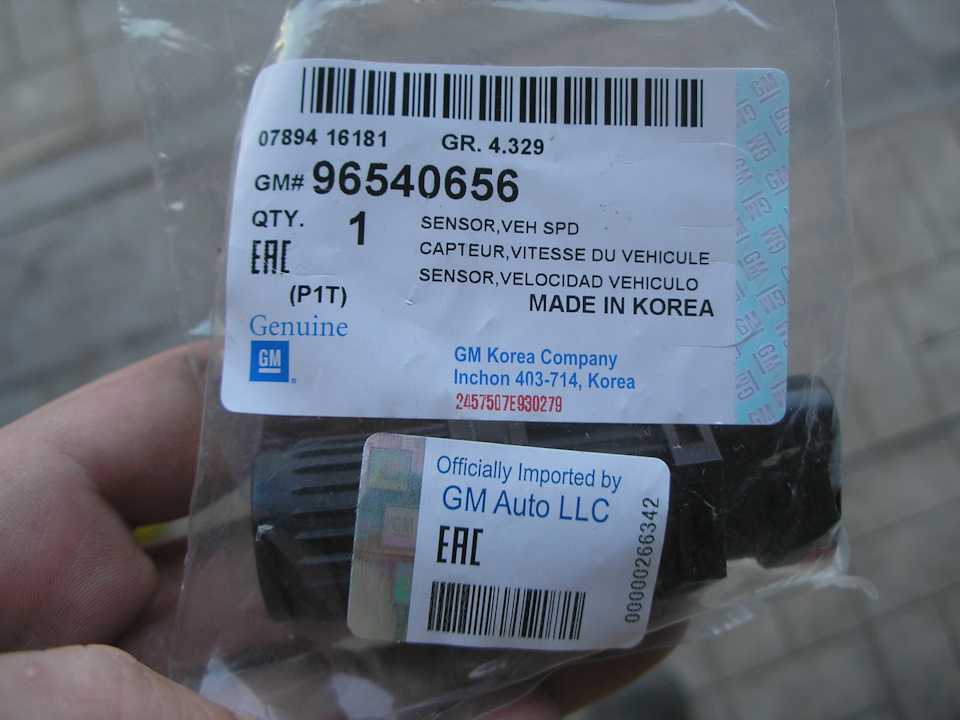 07894 16181 GR. 4.329
GM# 96540656
QTY. 1
SENSOR,VEH SPD
CAPTEUR,VITESSE DU VEHICULE
SENSOR,VELOCIDAD VEHICULO
EAC
(P1T)
MADE IN KOREA
Genuine
GM
GM Korea Company
Inchon 403-714, Korea
2457507E930279
Officially Imported by
GM Auto LLC
EAC
00000266342